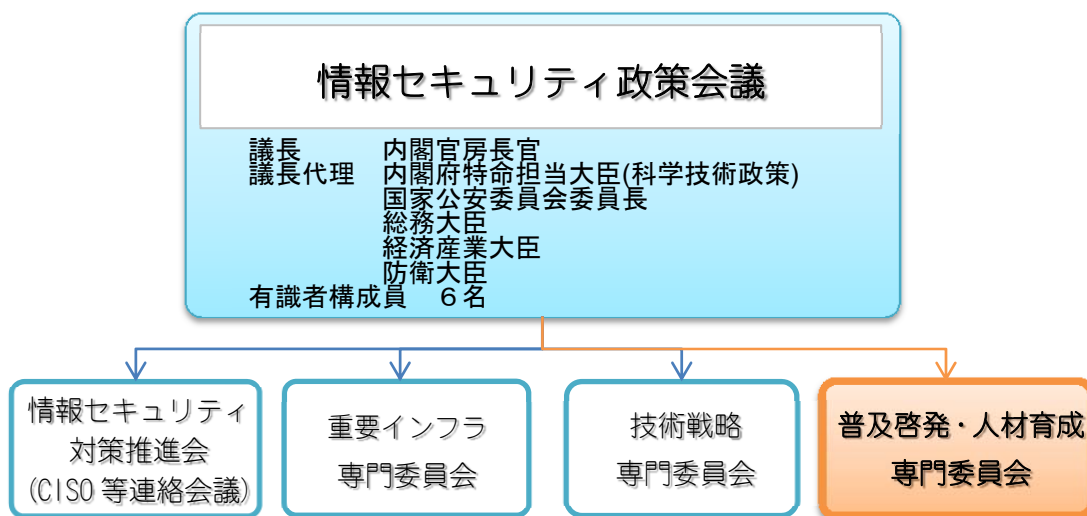 情報セキュリティ政策会議
議長 内閣官房長官
議長代理 内閣府特命担当大臣(科学技術政策)
国家公安委員会委員長
総務大臣
経済産業大臣
防衛大臣
有識者構成員 6名
情報セキュリティ
対策推進会
(CISO等連絡会議)
重要インフラ
専門委員会
技術戦略
専門委員会
普及啓発・人材育成
専門委員会